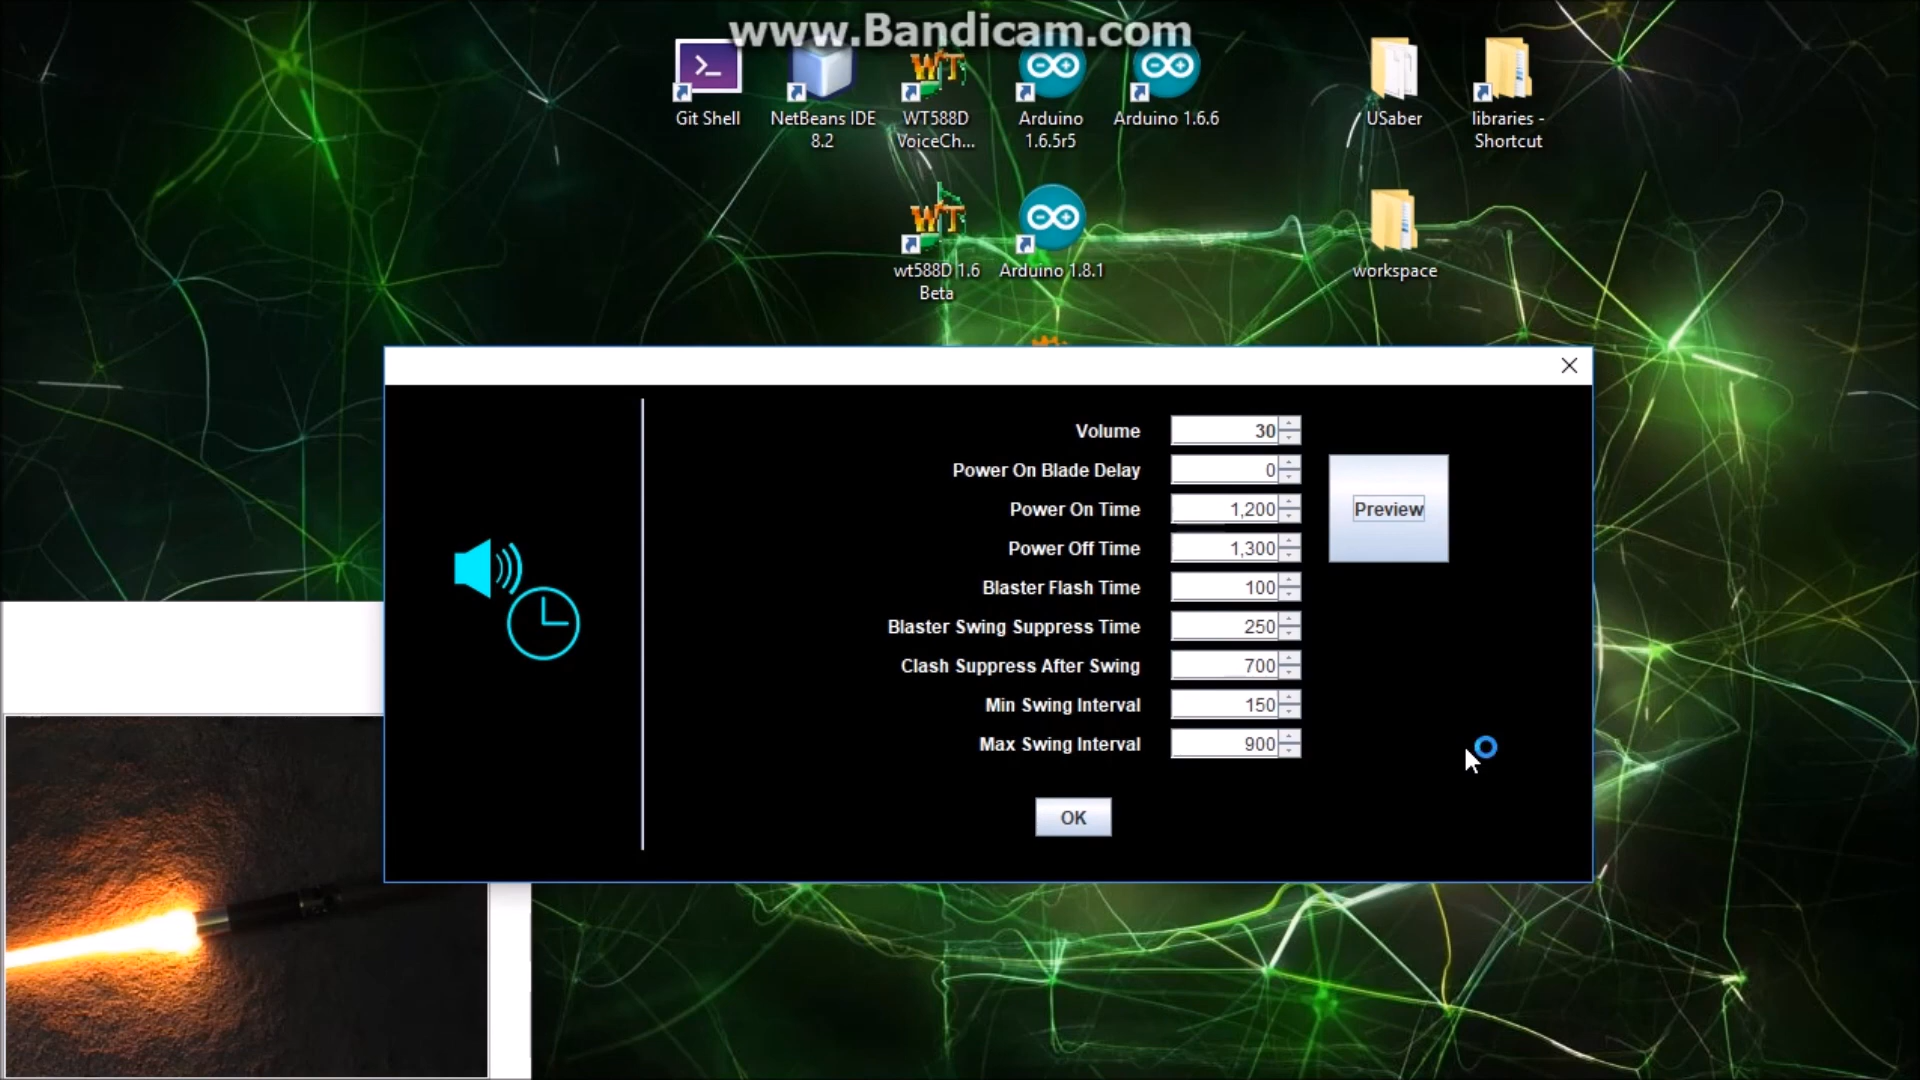 www.Bandicam.com
Git Shell
NetBeans IDE
8.2
WT588D
VoiceCh...
Arduino
1.6.5r5
Arduino 1.6.6
USaber
libraries -
Shortcut
wt588D 1.6
Beta
Arduino 1.8.1
workspace
Volume 30
Power On Blade Delay 0
Power On Time 1,200
Preview
Power Off Time 1,300
Blaster Flash Time 100
Blaster Swing Suppress Time 250
Clash Suppress After Swing 700
Min Swing Interval 150
Max Swing Interval 900
OK